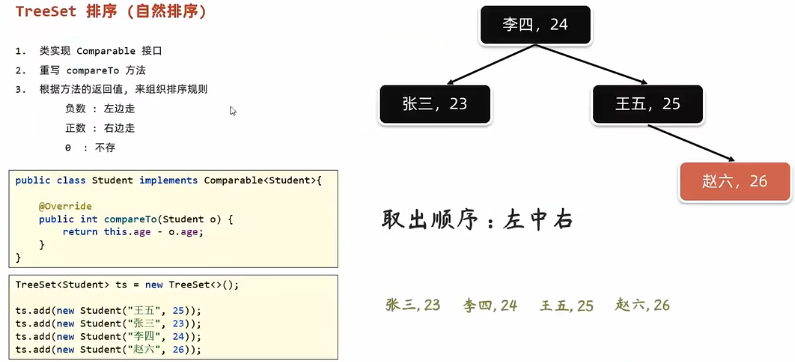 TreeSet 排序 (自然排序)
1. 类实现 Comparable 接口
2. 重写 compareTo 方法
3. 根据方法的返回值, 来组织排序规则
负数 : 左边走
正数 : 右边走
0 : 不存
public class Student implements Comparable<Student>{
@Override
public int compareTo(Student o) {
return this.age - o.age;
}
}
TreeSet<Student> ts = new TreeSet<>();
ts.add(new Student("王五", 25));
ts.add(new Student("张三", 23));
ts.add(new Student("李四", 24));
ts.add(new Student("赵六", 26));
李四, 24
张三, 23
王五, 25
赵六, 26
取出顺序 : 左中右
张三, 23 李四, 24 王五, 25 赵六, 26